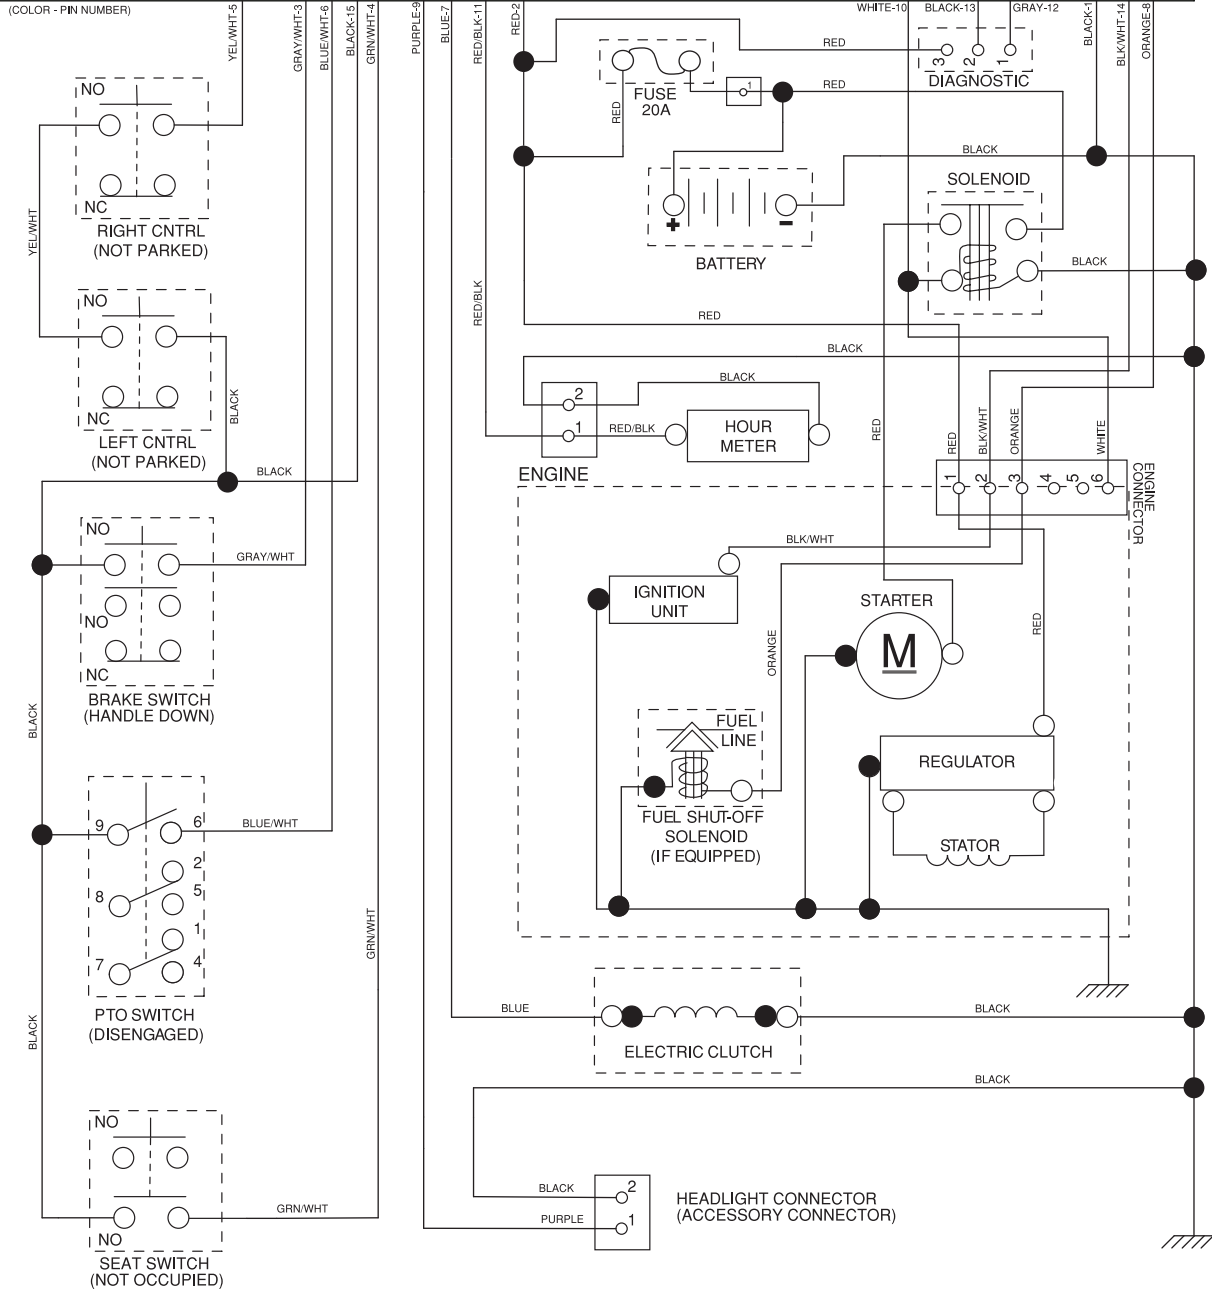 (COLOR - PIN NUMBER)
YEL/WHT-5
GRAY/WHT-3
BLUE/WHT-6
BLACK-15
GRN/WHT-4
PURPLE-9
BLUE-7
RED/BLK-11
RED-2
WHITE-10
BLACK-13
GRAY-12
BLACK-1
BLK/WHT-14
ORANGE-8
NO
NC
RIGHT CNTRL
(NOT PARKED)
YEL/WHT
YEL/WHT
NO
NC
LEFT CNTRL
(NOT PARKED)
BLACK
BLACK
NO
GRAY/WHT
NO
NC
BRAKE SWITCH
(HANDLE DOWN)
BLACK
9
6
BLUE/WHT
2
8
5
1
7
4
PTO SWITCH
(DISENGAGED)
BLACK
GRN/WHT
NO
GRN/WHT
NO
SEAT SWITCH
(NOT OCCUPIED)
RED
3 2 1
DIAGNOSTIC
FUSE
20A
RED
1
RED
BLACK
+ -
BATTERY
SOLENOID
BLACK
RED/BLK
RED
BLACK
BLACK
2
1
RED/BLK
HOUR
METER
RED
RED
BLK/WHT
ORANGE
WHITE
ENGINE
1 2 3 4 5 6
ENGINE
CONNECTOR
BLK/WHT
IGNITION
UNIT
STARTER
M
ORANGE
RED
FUEL
LINE
REGULATOR
FUEL SHUT-OFF
SOLENOID
(IF EQUIPPED)
STATOR
BLUE
BLACK
ELECTRIC CLUTCH
BLACK
BLACK
2
PURPLE
1
HEADLIGHT CONNECTOR
(ACCESSORY CONNECTOR)